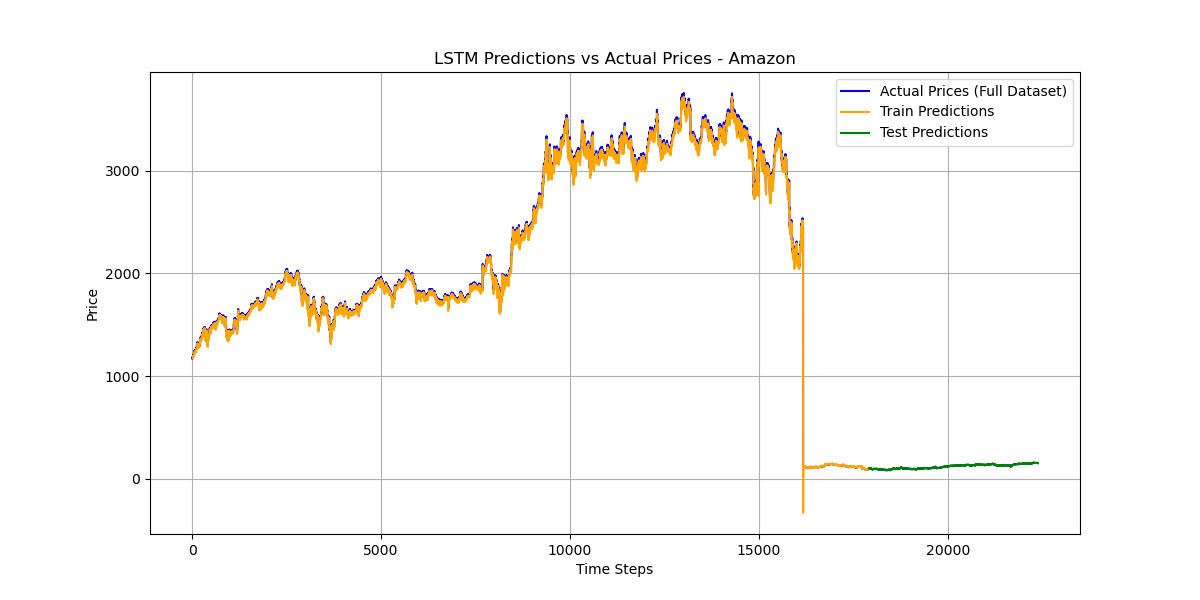 LSTM Predictions vs Actual Prices - Amazon
Actual Prices (Full Dataset)
Train Predictions
Test Predictions
Price
3000
2000
1000
0
0
5000
10000
15000
20000
Time Steps